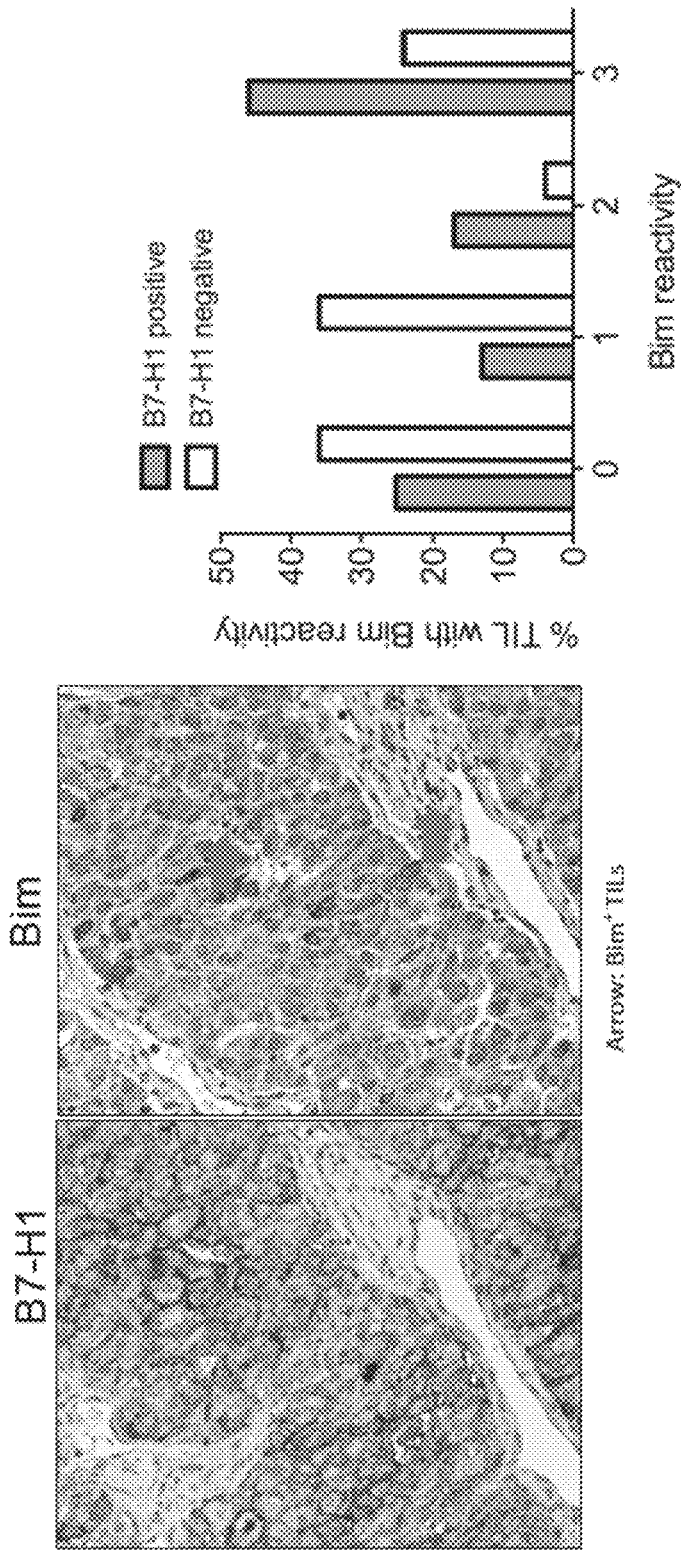 B7-H1
Bim
Arrow: Bim+ TILs
B7-H1 positive
B7-H1 negative
% TIL with Bim reactivity
50
40
30
20
10
0
0
1
2
3
Bim reactivity